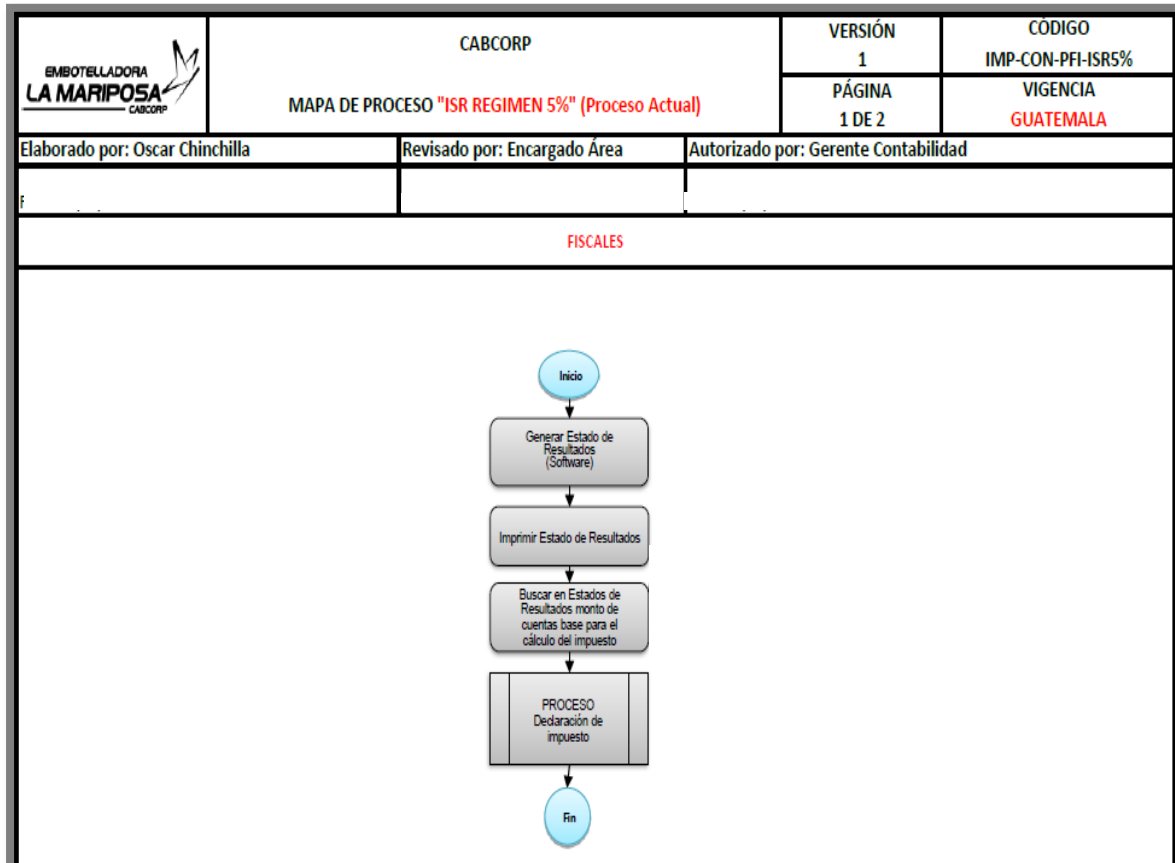 EMBOTELLADORA
LA MARIPOSA
CABCORP
CABCORP
MAPA DE PROCESO "ISR REGIMEN 5%" (Proceso Actual)
VERSIÓN
1
CÓDIGO
IMP-CON-PFI-ISR5%
PÁGINA
1 DE 2
VIGENCIA
GUATEMALA
Elaborado por: Oscar Chinchilla
Revisado por: Encargado Área
Autorizado por: Gerente Contabilidad
FISCALES
Inicio
Generar Estado de
Resultados
(Software)
Imprimir Estado de Resultados
Buscar en Estados de
Resultados monto de
cuentas base para el
cálculo del impuesto
PROCESO
Declaración de
impuesto
Fin